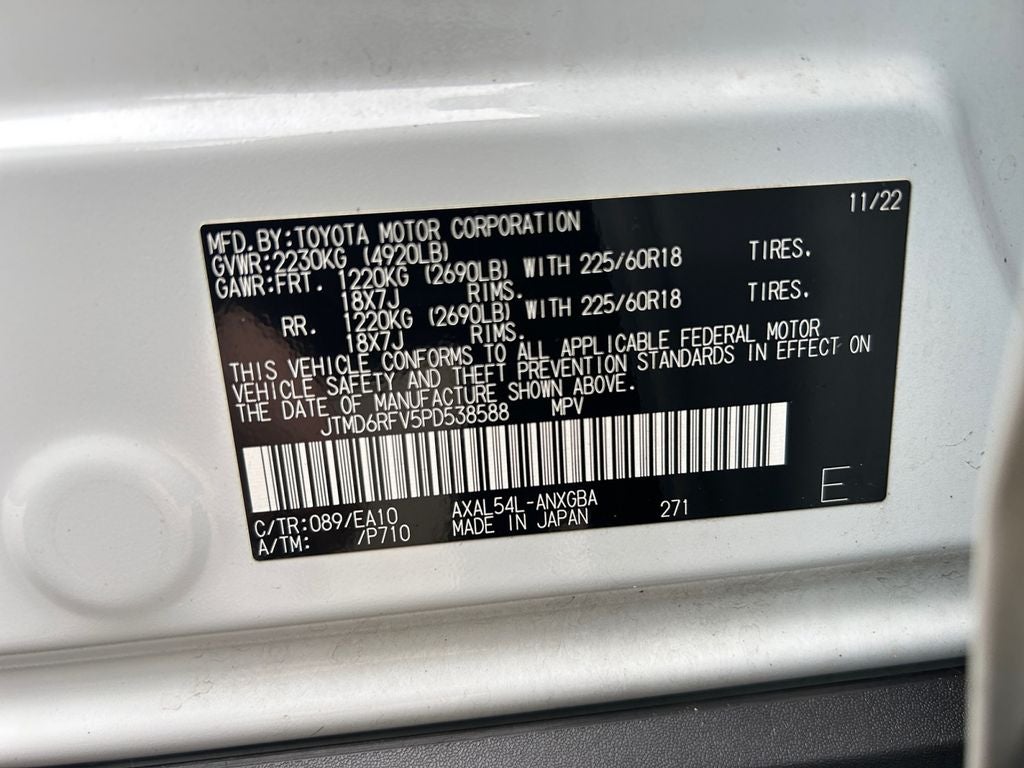 11/22
MFD.BY:TOYOTA MOTOR CORPORATION
GVWR:2230KG (4920LB)
GAWR:FRT. 1220KG (2690LB) WITH 225/60R18 TIRES.
18X7J RIMS.
RR. 1220KG (2690LB) WITH 225/60R18 TIRES.
18X7J RIMS.
THIS VEHICLE CONFORMS TO ALL APPLICABLE FEDERAL MOTOR
VEHICLE SAFETY AND THEFT PREVENTION STANDARDS IN EFFECT ON
THE DATE OF MANUFACTURE SHOWN ABOVE.
JTMD6RFV5PD538588 MPV
C/TR:089/EA10 AXAL54L-ANXGBA 271 E
A/TM: /P710 MADE IN JAPAN